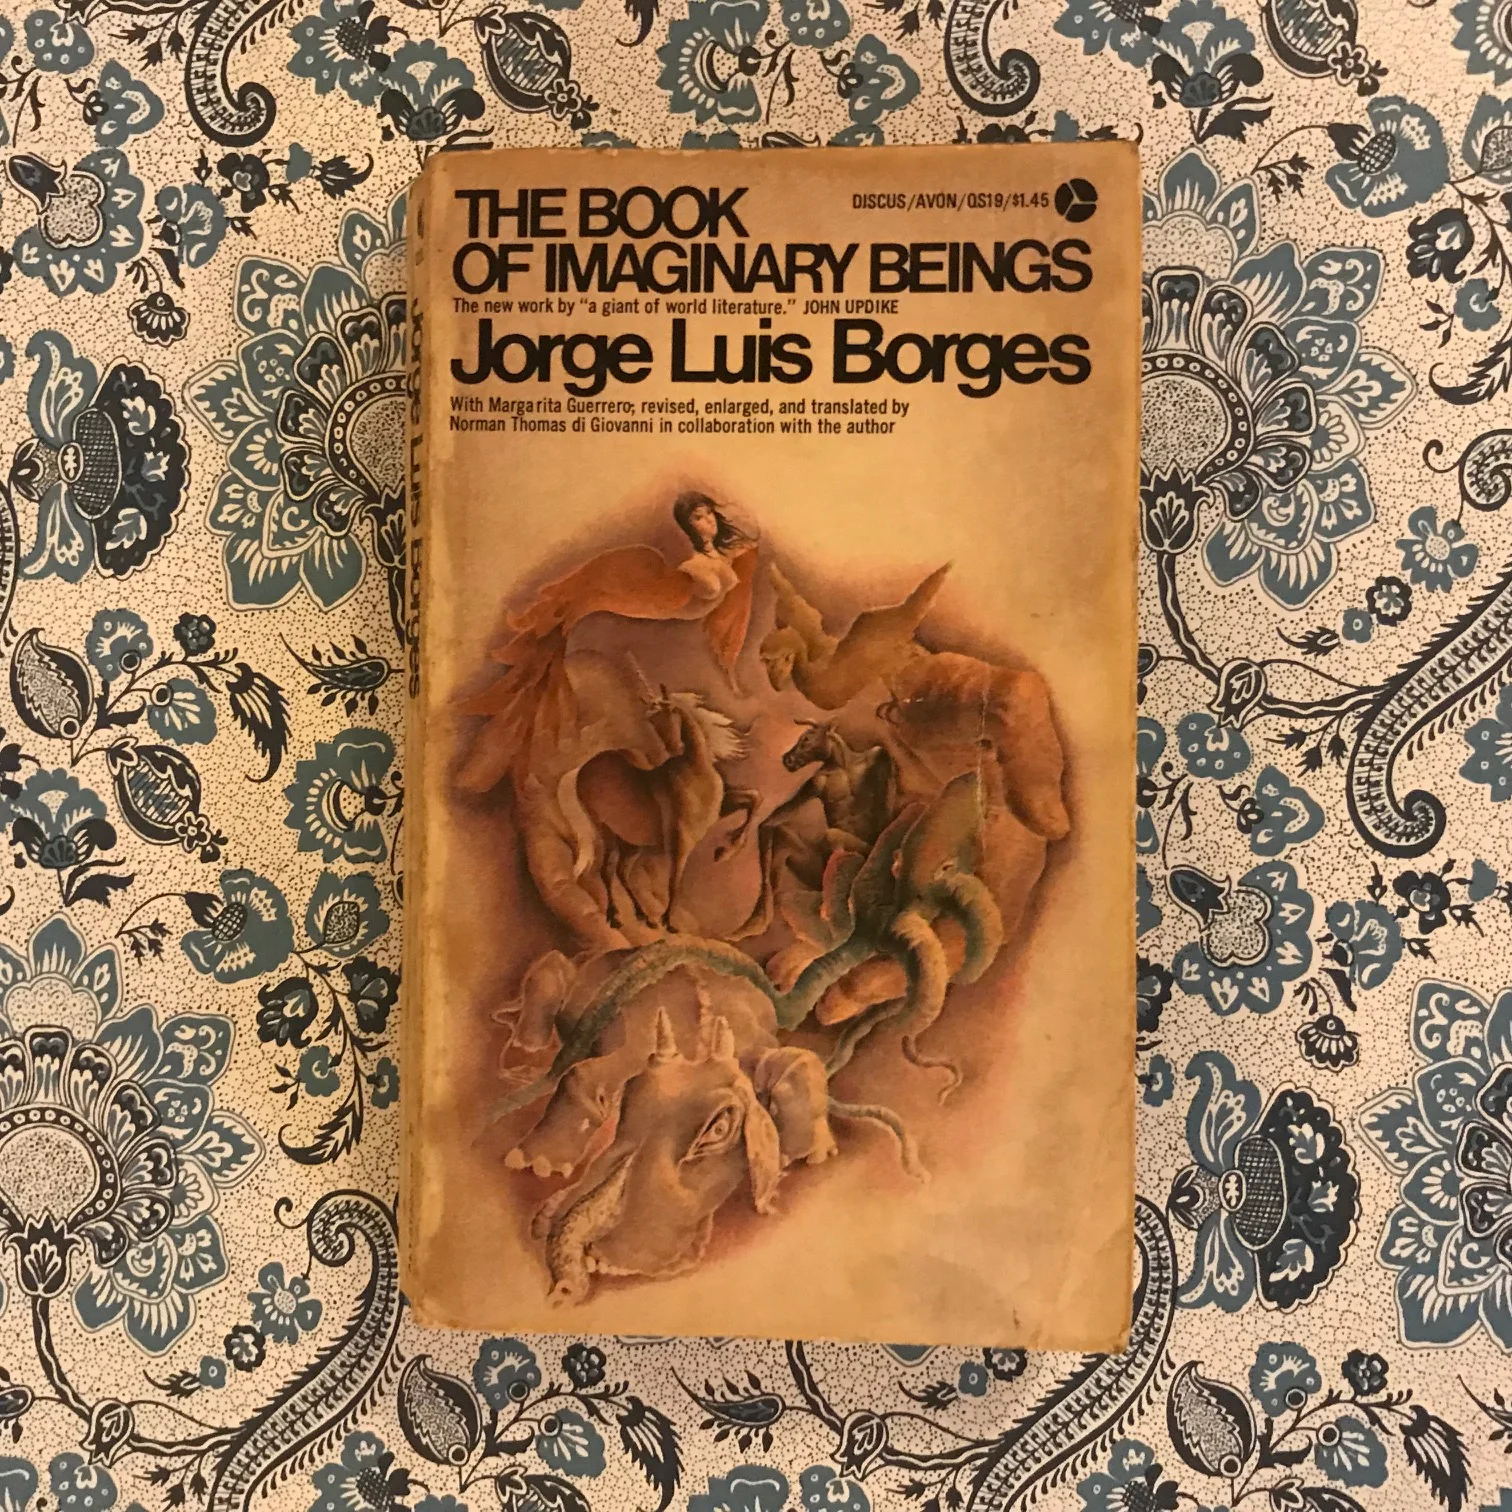 THE BOOK
OF IMAGINARY BEINGS
DISCUS/AVON/QS19/$1.45
The new work by "a giant of world literature." JOHN UPDIKE
Jorge Luis Borges
With Margarita Guerrero; revised, enlarged, and translated by
Norman Thomas di Giovanni in collaboration with the author
Jorge Luis Borges